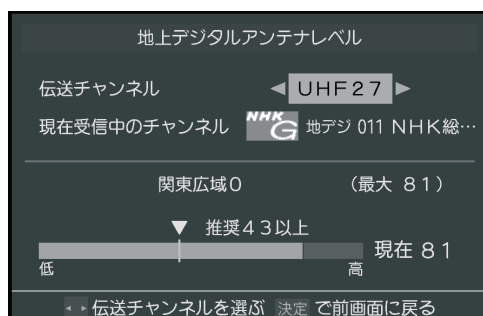 地上デジタルアンテナレベル
伝送チャンネル ◀ UHF27 ▶
現在受信中のチャンネル NHK G 地デジ 011 NHK総…
関東広域0 (最大 81)
▼ 推奨43以上
現在 81
低 高
伝送チャンネルを選ぶ 決定 で前画面に戻る